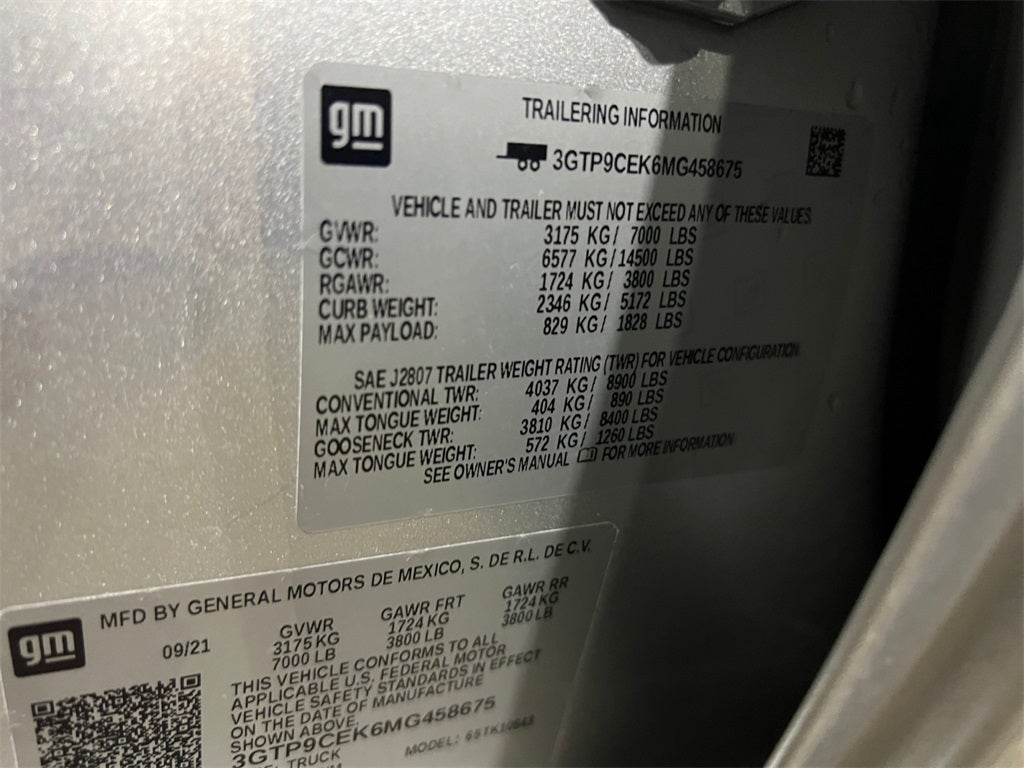 gm
TRAILERING INFORMATION
3GTP9CEK6MG458675
VEHICLE AND TRAILER MUST NOT EXCEED ANY OF THESE VALUES
GVWR: 3175 KG/ 7000 LBS
GCWR: 6577 KG/14500 LBS
RGAWR: 1724 KG/ 3800 LBS
CURB WEIGHT: 2346 KG/ 5172 LBS
MAX PAYLOAD: 829 KG/ 1828 LBS
SAE J2807 TRAILER WEIGHT RATING (TWR) FOR VEHICLE CONFIGURATION
CONVENTIONAL TWR: 4037 KG/ 8900 LBS
MAX TONGUE WEIGHT: 404 KG/ 890 LBS
GOOSENECK TWR: 3810 KG/ 8400 LBS
MAX TONGUE WEIGHT: 572 KG/ 1260 LBS
SEE OWNER'S MANUAL FOR MORE INFORMATION
gm
MFD BY GENERAL MOTORS DE MEXICO, S. DE R.L. DE C.V.
09/21
GVWR GAWR FRT GAWR RR
3175 KG 1724 KG 1724 KG
7000 LB 3800 LB 3800 LB
THIS VEHICLE CONFORMS TO ALL
APPLICABLE U.S. FEDERAL MOTOR
VEHICLE SAFETY STANDARDS IN EFFECT
ON THE DATE OF MANUFACTURE
SHOWN ABOVE.
3GTP9CEK6MG458675
TRUCK MODEL: